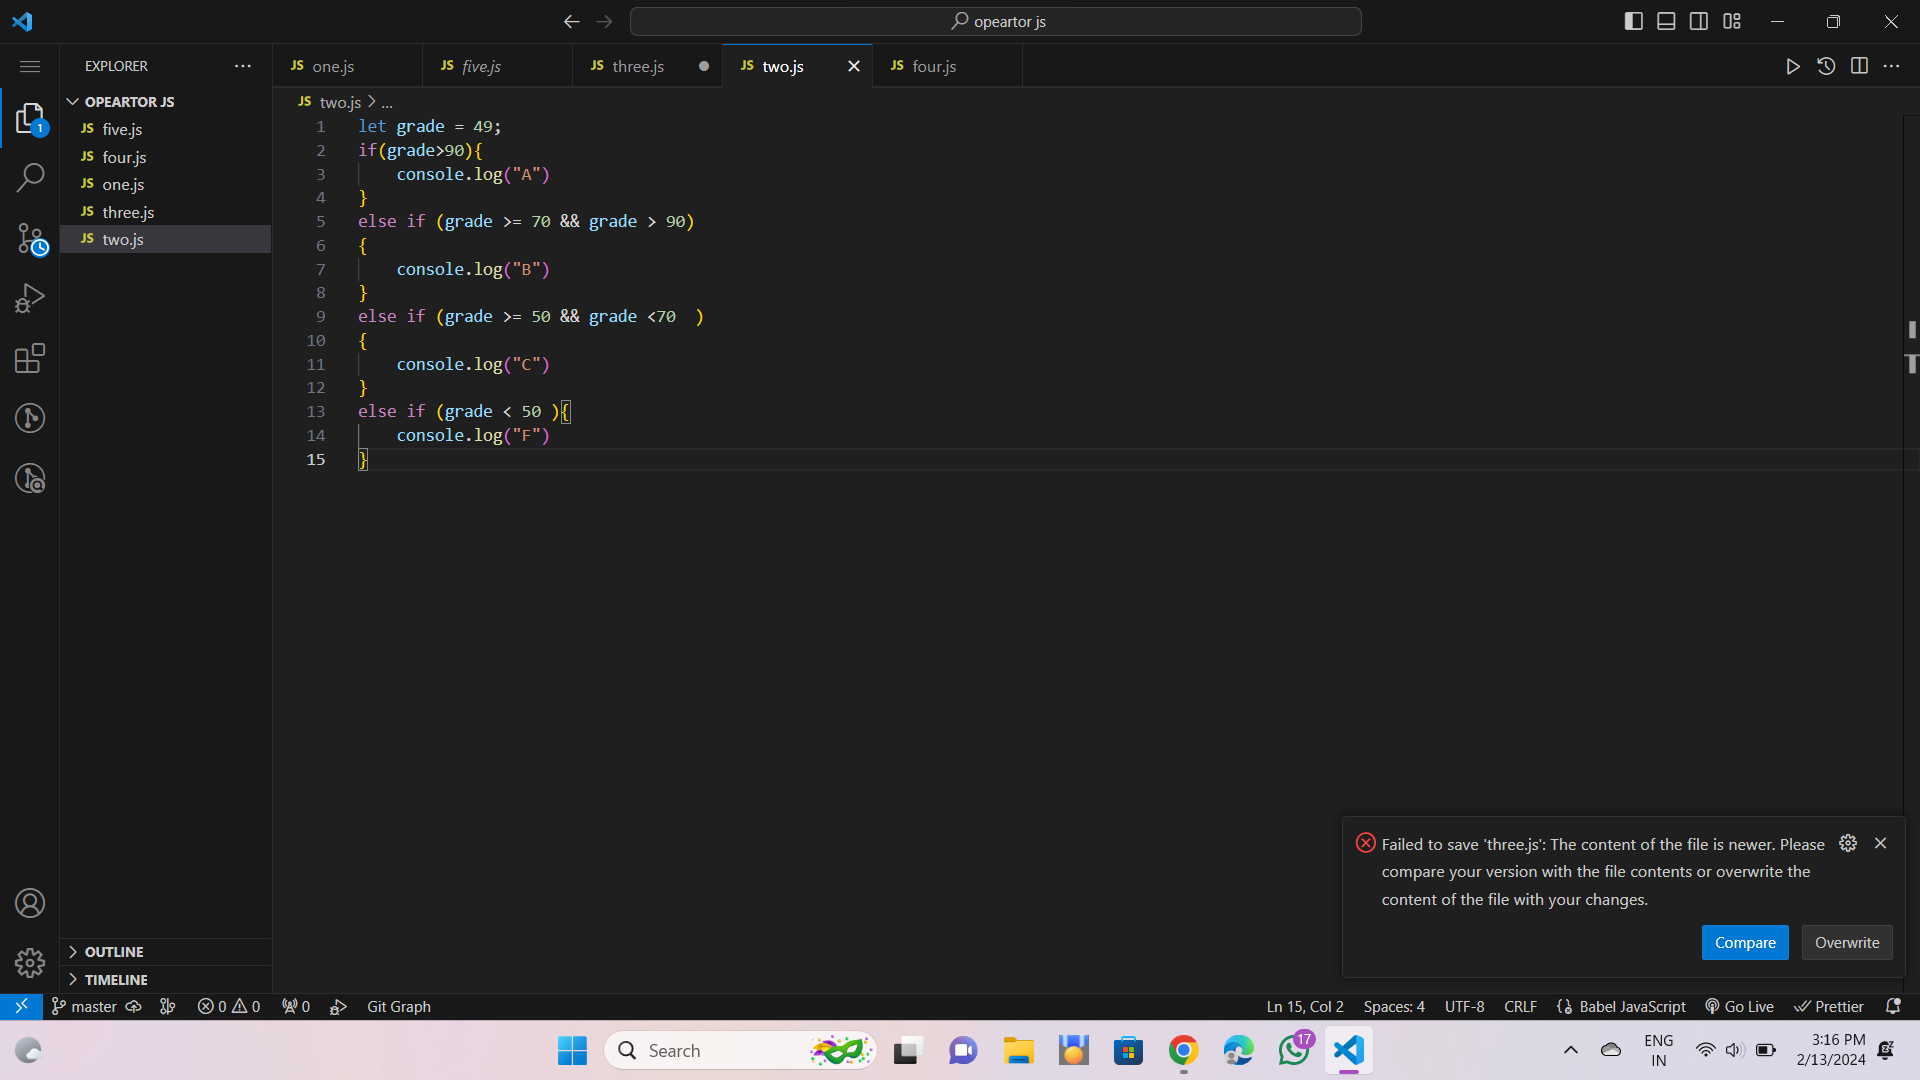 opeartor js
EXPLORER
JS one.js
JS five.js
JS three.js
JS two.js
JS four.js
OPEARTOR JS
JS two.js > ...
JS five.js
JS four.js
JS one.js
JS three.js
JS two.js
1
1 let grade = 49;
2 if(grade>90){
3 console.log("A")
4 }
5 else if (grade >= 70 && grade > 90)
6 {
7 console.log("B")
8 }
9 else if (grade >= 50 && grade <70 )
10 {
11 console.log("C")
12 }
13 else if (grade < 50 ){
14 console.log("F")
15 }
Failed to save 'three.js': The content of the file is newer. Please
compare your version with the file contents or overwrite the
content of the file with your changes.
Compare
Overwrite
OUTLINE
TIMELINE
master
0
0
0
Git Graph
Ln 15, Col 2
Spaces: 4
UTF-8
CRLF
Babel JavaScript
Go Live
Prettier
Search
17
ENG
IN
3:16 PM
2/13/2024